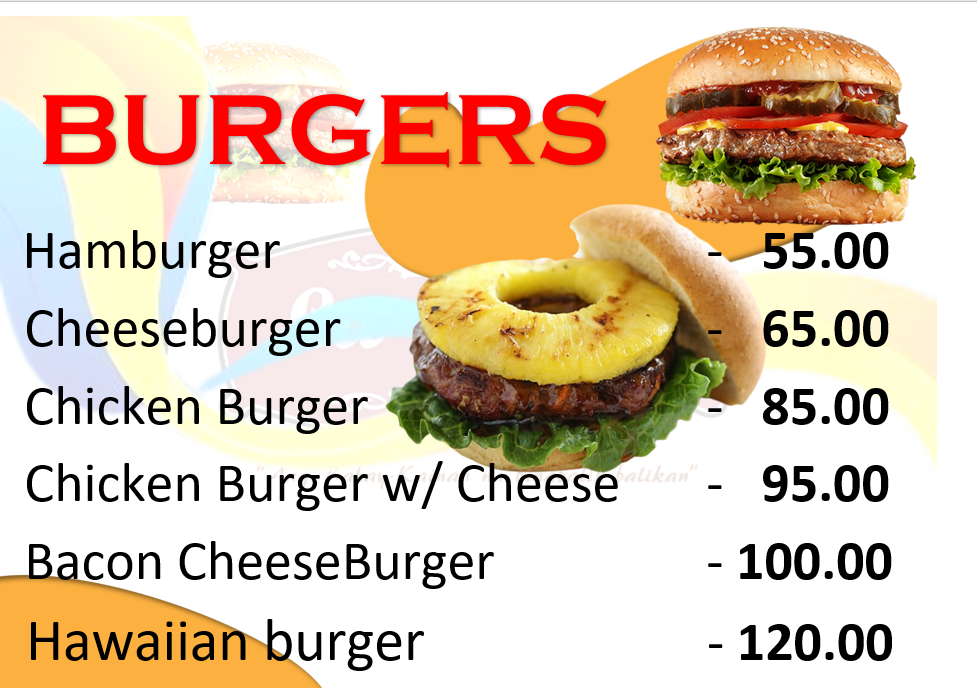 BURGERS
Hamburger - 55.00
Cheeseburger - 65.00
Chicken Burger - 85.00
Chicken Burger w/ Cheese - 95.00
Bacon CheeseBurger - 100.00
Hawaiian burger - 120.00